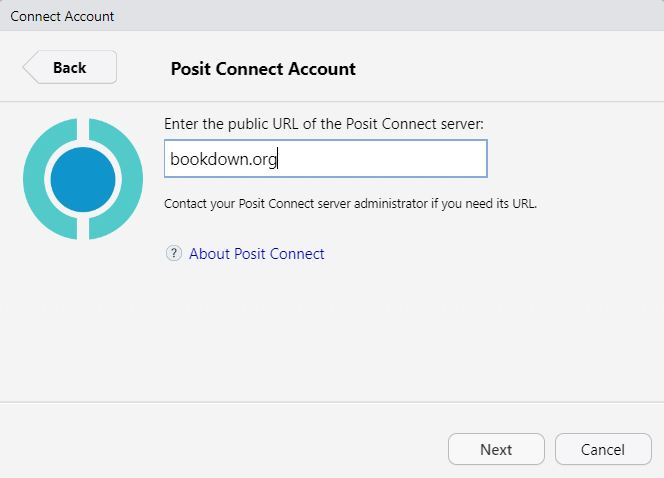 Connect Account
Back
Posit Connect Account
Enter the public URL of the Posit Connect server:
bookdown.org
Contact your Posit Connect server administrator if you need its URL.
? About Posit Connect
Next
Cancel